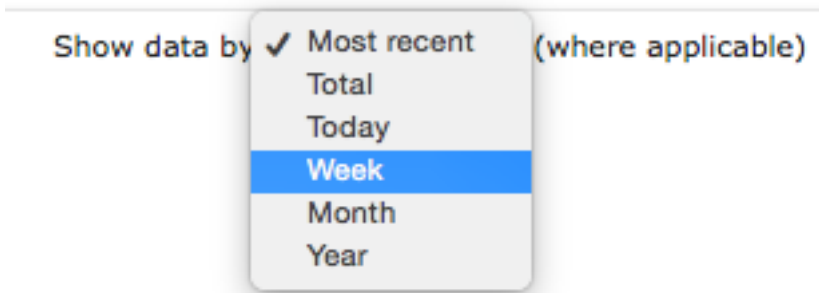 Show data by ✓ Most recent (where applicable)
Total
Today
Week
Month
Year